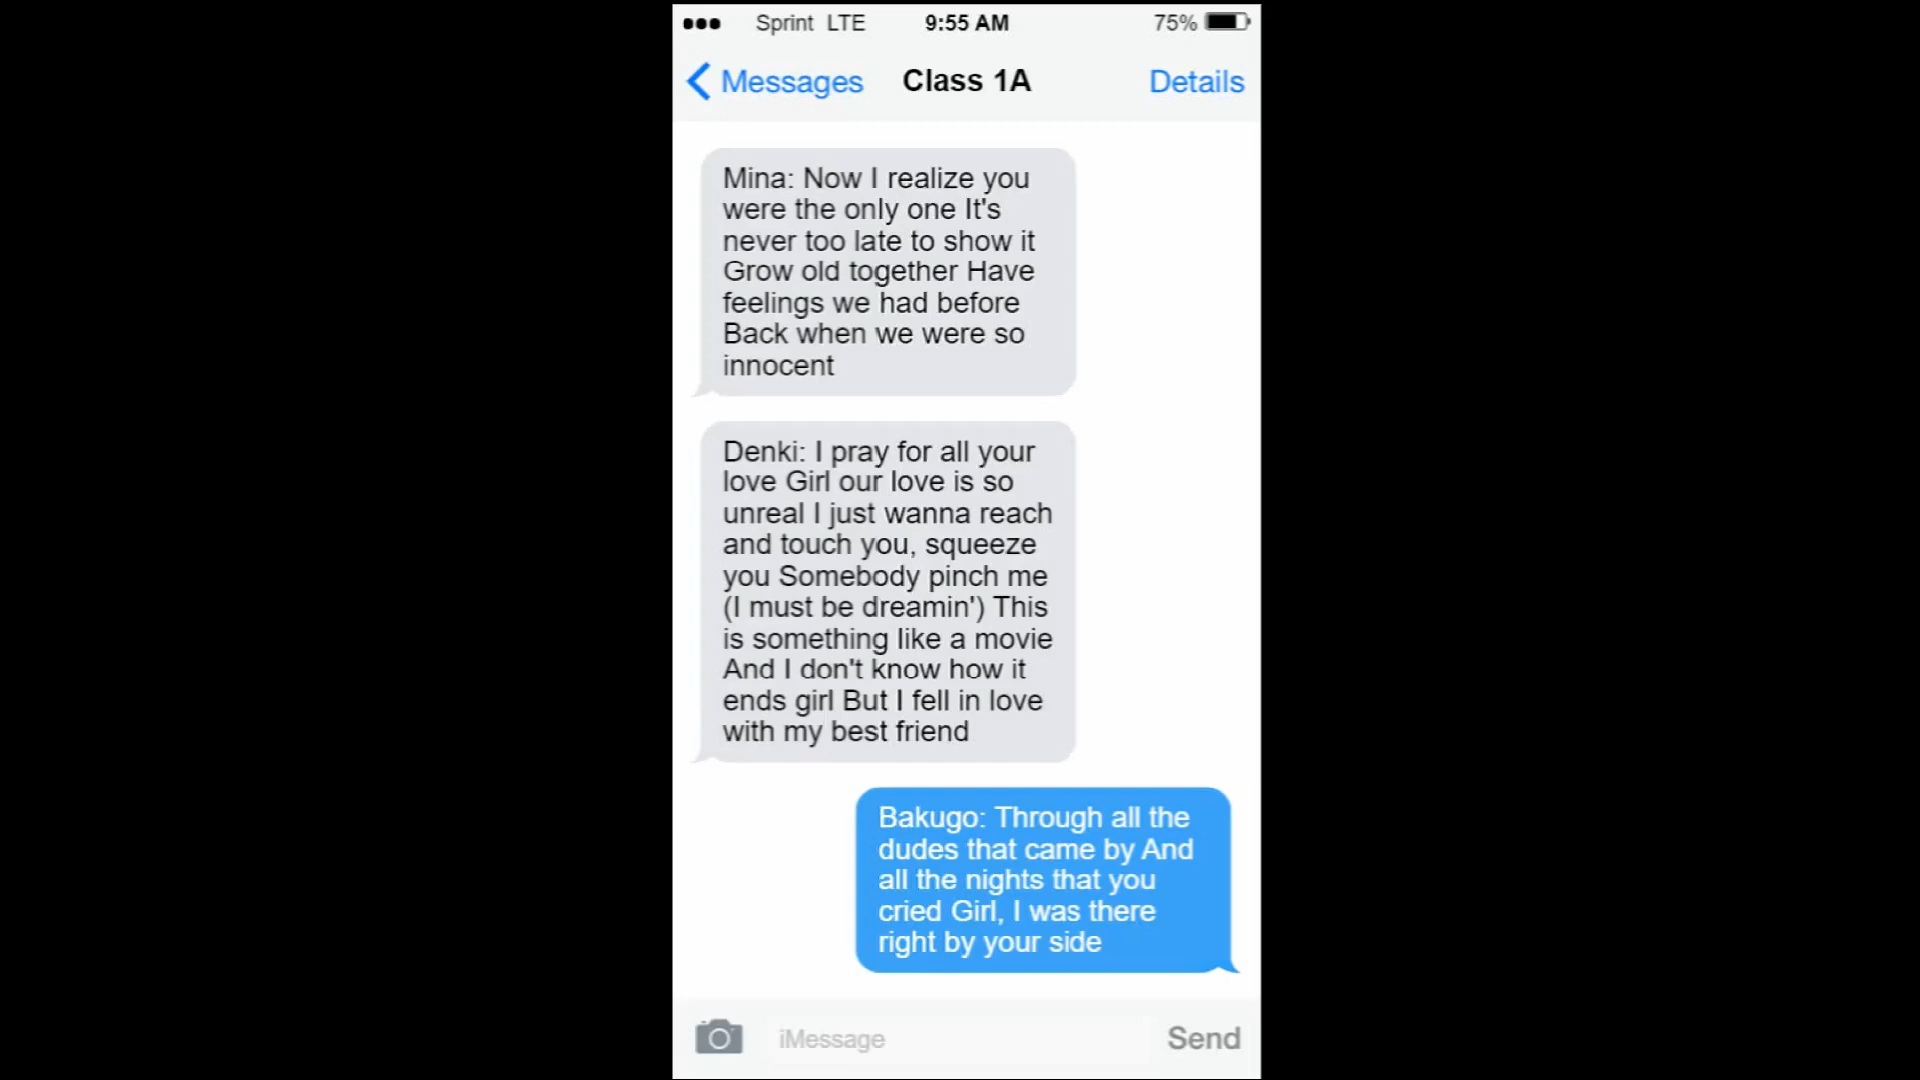 Sprint LTE 9:55 AM 75%
Messages Class 1A Details
Mina: Now I realize you
were the only one It's
never too late to show it
Grow old together Have
feelings we had before
Back when we were so
innocent
Denki: I pray for all your
love Girl our love is so
unreal I just wanna reach
and touch you, squeeze
you Somebody pinch me
(I must be dreamin') This
is something like a movie
And I don't know how it
ends girl But I fell in love
with my best friend
Bakugo: Through all the
dudes that came by And
all the nights that you
cried Girl, I was there
right by your side
iMessage Send